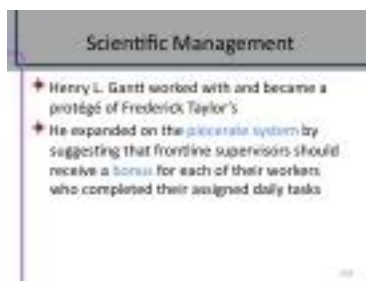 Scientific Management
Henry L. Gantt worked with and became a
protégé of Frederick Taylor's
He expanded on the piecerate system by
suggesting that frontline supervisors should
receive a bonus for each of their workers
who completed their assigned daily tasks